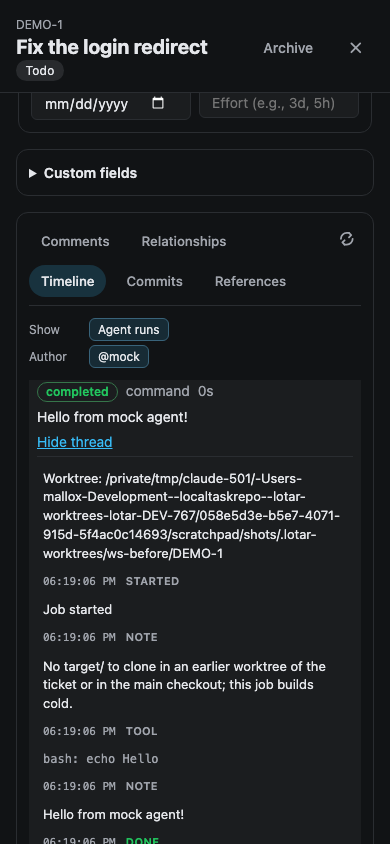 DEMO-1
Fix the login redirect
Archive
Todo
mm/dd/yyyy
Effort (e.g., 3d, 5h)
Custom fields
Comments
Relationships
Timeline
Commits
References
Show
Agent runs
Author
@mock
completed command 0s
Hello from mock agent!
Hide thread
Worktree: /private/tmp/claude-501/-Users-
mallox-Development--localtaskrepo--lotar-
worktrees-lotar-DEV-767/058e5d3e-b5e7-4071-
915d-5f4ac0c14693/scratchpad/shots/.lotar-
worktrees/ws-before/DEMO-1
06:19:06 PM STARTED
Job started
06:19:06 PM NOTE
No target/ to clone in an earlier worktree of the
ticket or in the main checkout; this job builds
cold.
06:19:06 PM TOOL
bash: echo Hello
06:19:06 PM NOTE
Hello from mock agent!
06:19:06 PM DONE